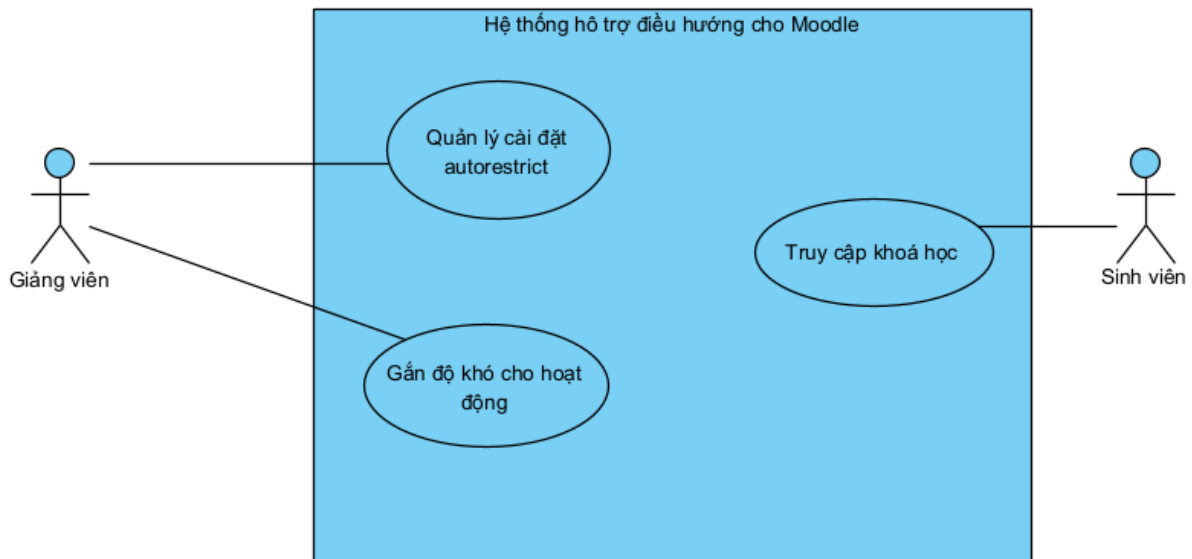 Hệ thống hỗ trợ điều hướng cho Moodle
Quản lý cài đặt
autorestrict
Truy cập khoá học
Giảng viên
Sinh viên
Gắn độ khó cho hoạt
động